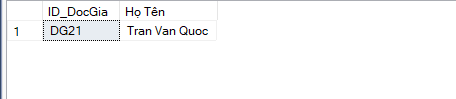 ID_DocGia Họ Tên
1 DG21 Tran Van Quoc